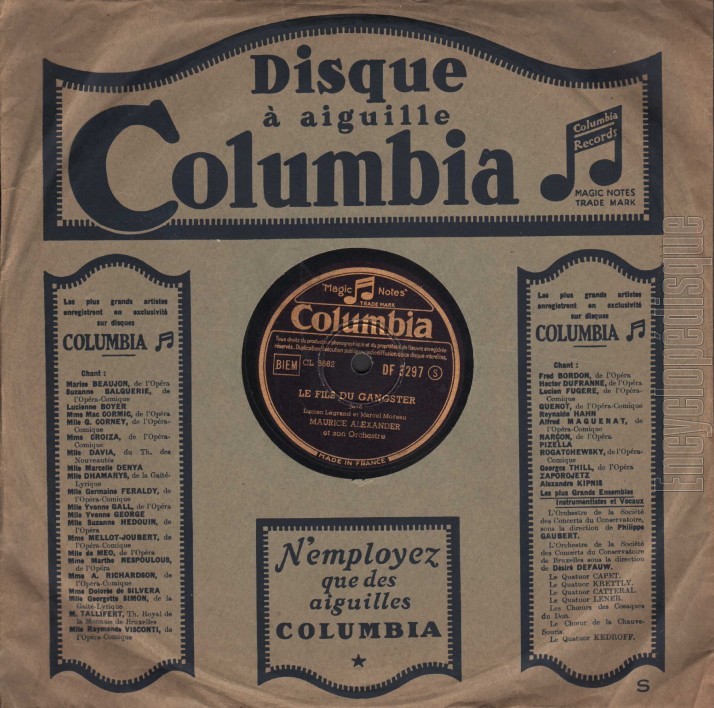 Disque
à aiguille
Columbia
Columbia
Records
MAGIC NOTES
TRADE MARK
Les plus grands artistes
enregistrent en exclusivité
sur disques
COLUMBIA
Chant :
Marise BEAUJON, de l'Opéra
Suzanne BALGUERIE, de
l'Opéra-Comique
Lucienne BOYER
Mme Mac CORMIC, de l'Opéra
Mlle G. CORNEY, de l'Opéra-
Comique
Mme CROIZA, de l'Opéra-
Comique
Mlle DAVIA, du Th. des
Nouveautés
Mlle Marcelle DENYA
Mlle DHAMARYS, de la Gaîté-
Lyrique
Mlle Germaine FERALDY, de
l'Opéra-Comique
Mlle Yvonne GALL, de l'Opéra
Mlle Yvonne GEORGE
Mlle Suzanne HEDOUIN, de
l'Opéra
Mme MELLOT-JOUBERT, de
l'Opéra-Comique
Mlle de MEO, de l'Opéra
Mme Marthe NESPOULOUS,
de l'Opéra
Mme A. RICHARDSON, de
l'Opéra-Comique
Mme Dolorès de SILVERA
Mlle Georgette SIMON, de la
Gaîté-Lyrique
M. TALLIFERT, Th. Royal de
la Monnaie de Bruxelles
Mlle Raymonde VISCONTI, de
l'Opéra-Comique
"Magic Notes"
TRADE MARK
Columbia
BIEM
DF 3297 S
LE FILS DU GANGSTER
Lucien Legrand et Marcel Moreau
MAURICE ALEXANDER
et son Orchestre
MADE IN FRANCE
N'employez
que des
aiguilles
COLUMBIA
Les plus grands artistes
enregistrent en exclusivité
sur disques
COLUMBIA
Chant :
Fred BORDON, de l'Opéra
Hector DUFRANNE, de l'Opéra
Lucien FUGERE, de l'Opéra-
Comique
GUENOT, de l'Opéra-Comique
Reynaldo HAHN
Alfred MAGUENAT, de
l'Opéra-Comique
NARÇON, de l'Opéra
PIZELLA
ROGATCHEWSKY, de l'Opéra-
Comique
Georges THILL, de l'Opéra
ZAPOROJETZ
Alexandre KIPNIS
Les plus Grands Ensembles
Instrumentistes et Vocaux
L'Orchestre de la Société
des Concerts du Conservatoire,
sous la direction de Philippe
GAUBERT.
L'Orchestre de la Société
des Concerts du Conservatoire
de Bruxelles sous la direction
de Désiré DEFAUW.
Le Quatuor CAPET.
Le Quatuor KRETTLY.
Le Quatuor CATTERAL.
Le Quatuor LENER.
Les Chœurs des Cosaques
du Don.
Le Chœur de la Chauve-
Souris.
Le Quatuor KEDROFF.
S
Encyclopédisque